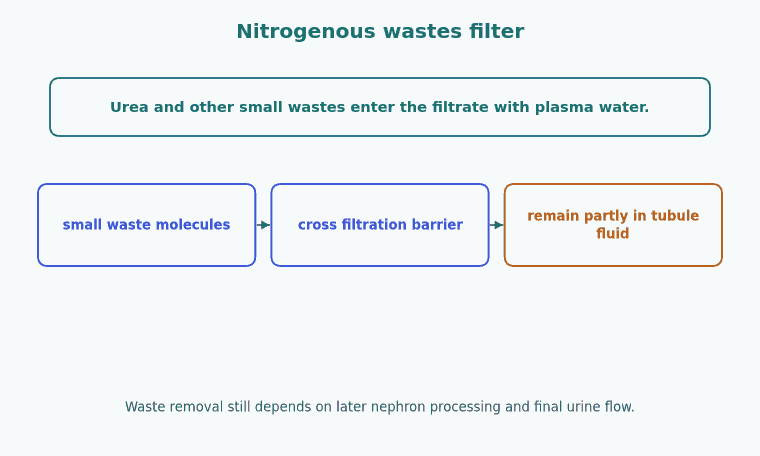 Nitrogenous wastes filter
Urea and other small wastes enter the filtrate with plasma water.
small waste molecules
cross filtration barrier
remain partly in tubule
fluid
Waste removal still depends on later nephron processing and final urine flow.